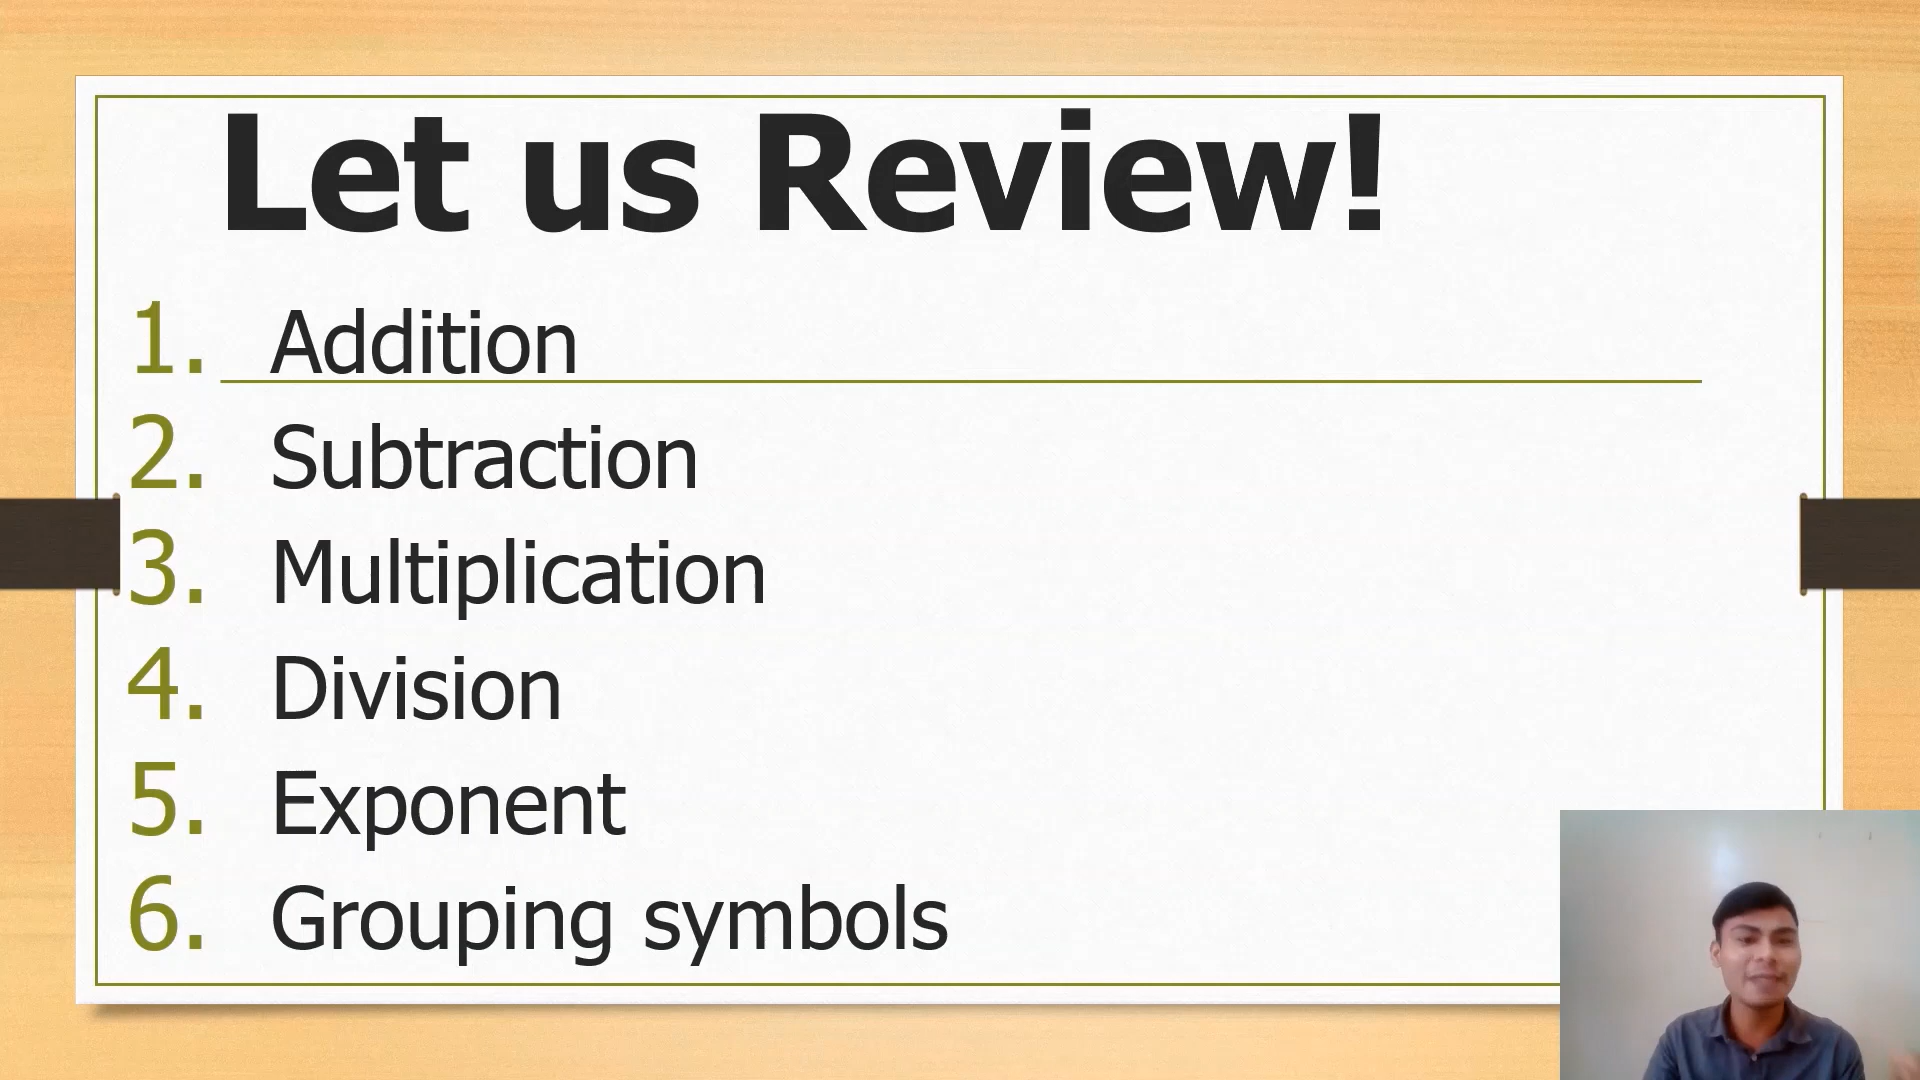 Let us Review!
1. Addition
2. Subtraction
3. Multiplication
4. Division
5. Exponent
6. Grouping symbols